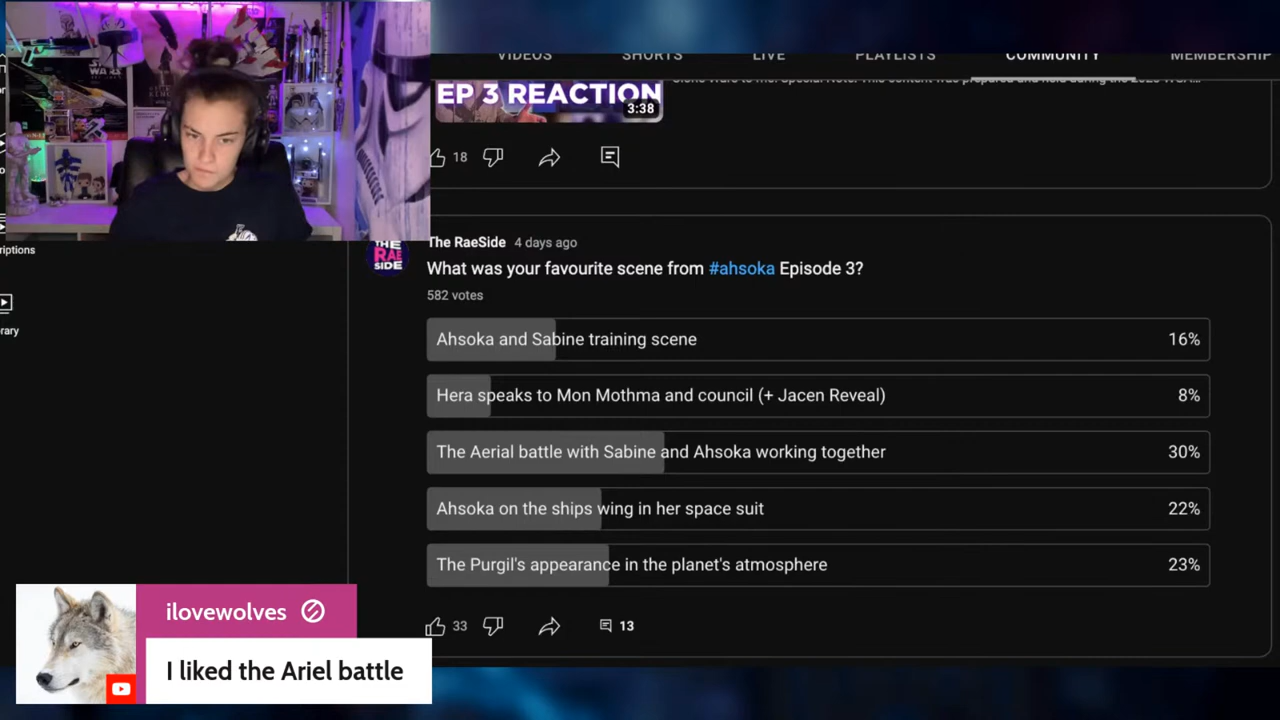 VIDEOS SHORTS LIVE PLAYLISTS COMMUNITY MEMBERSHIP
STAR
WARS
EP 3 REACTION
3:38
18
riptions
rary
THE
RAE
SIDE
The RaeSide 4 days ago
What was your favourite scene from #ahsoka Episode 3?
582 votes
Ahsoka and Sabine training scene 16%
Hera speaks to Mon Mothma and council (+ Jacen Reveal) 8%
The Aerial battle with Sabine and Ahsoka working together 30%
Ahsoka on the ships wing in her space suit 22%
The Purgil's appearance in the planet's atmosphere 23%
33 13
ilovewolves
I liked the Ariel battle